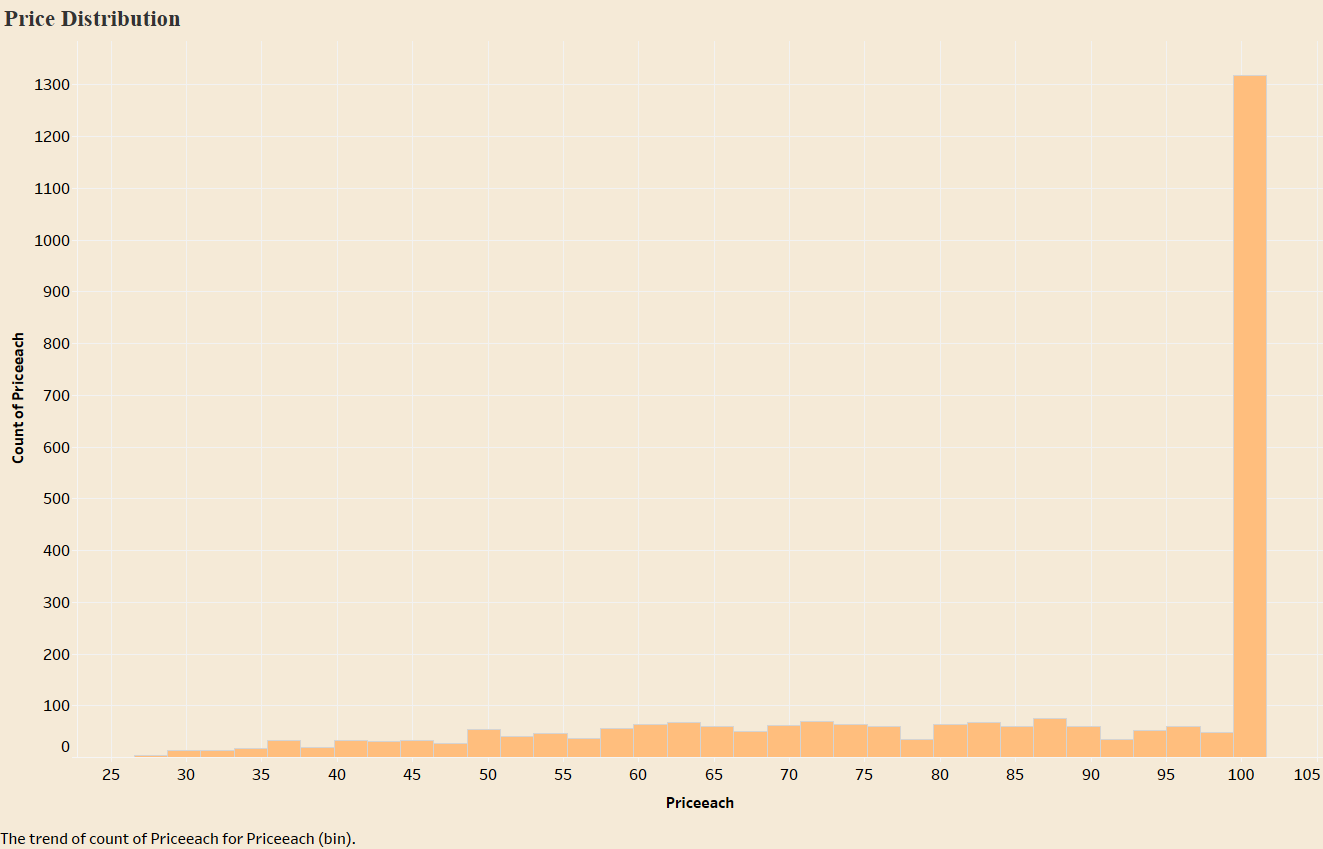 Price Distribution
1300
1200
1100
1000
900
800
700
600
500
400
300
200
100
0
Count of Priceeach
25 30 35 40 45 50 55 60 65 70 75 80 85 90 95 100 105
Priceeach
The trend of count of Priceeach for Priceeach (bin).